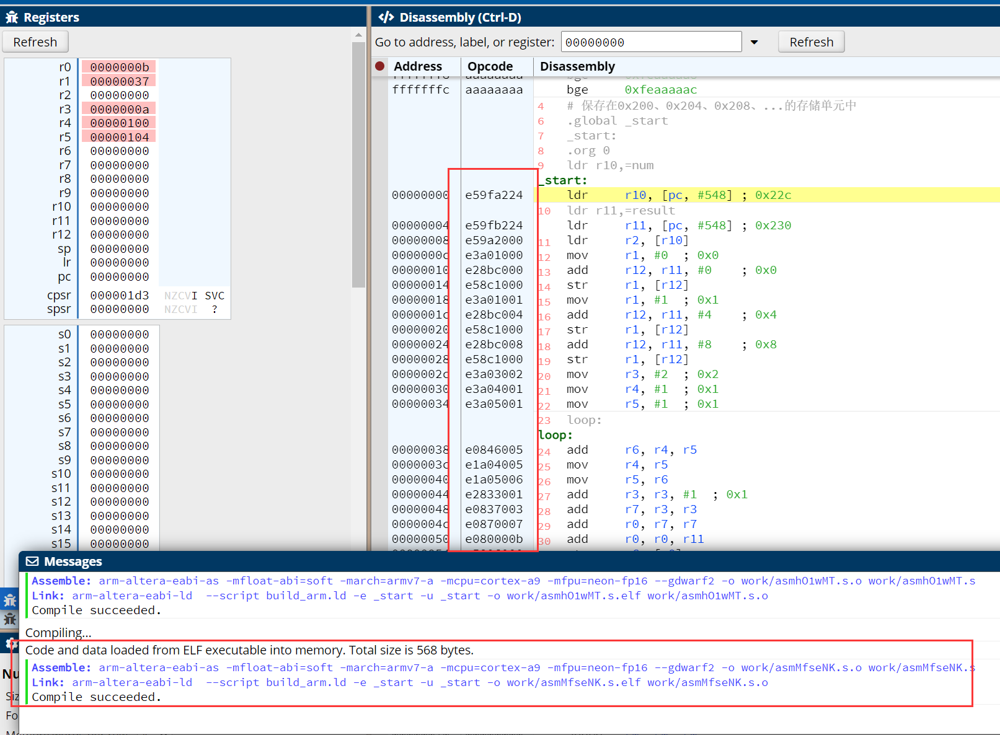 Registers
Refresh
r0 0000000b
r1 00000037
r2 00000000
r3 0000000a
r4 00000100
r5 00000104
r6 00000000
r7 00000000
r8 00000000
r9 00000000
r10 00000000
r11 00000000
r12 00000000
sp 00000000
lr 00000000
pc 00000000
cpsr 000001d3 NZCVI SVC
spsr 00000000 NZCVI ?
s0 00000000
s1 00000000
s2 00000000
s3 00000000
s4 00000000
s5 00000000
s6 00000000
s7 00000000
s8 00000000
s9 00000000
s10 00000000
s11 00000000
s12 00000000
s13 00000000
s14 00000000
s15 00000000
</> Disassembly (Ctrl-D)
Go to address, label, or register: 00000000 Refresh
Address Opcode Disassembly
fffffffc aaaaaaaa bge 0xfeaaaaac
4 # 保存在0x200、0x204、0x208、...的存储单元中
6 .global _start
7 _start:
8 .org 0
9 ldr r10,=num
_start:
00000000 e59fa224 ldr r10, [pc, #548] ; 0x22c
10 ldr r11,=result
00000004 e59fb224 ldr r11, [pc, #548] ; 0x230
00000008 e59a2000 11 ldr r2, [r10]
0000000c e3a01000 12 mov r1, #0 ; 0x0
00000010 e28bc000 13 add r12, r11, #0 ; 0x0
00000014 e58c1000 14 str r1, [r12]
00000018 e3a01001 15 mov r1, #1 ; 0x1
0000001c e28bc004 16 add r12, r11, #4 ; 0x4
00000020 e58c1000 17 str r1, [r12]
00000024 e28bc008 18 add r12, r11, #8 ; 0x8
00000028 e58c1000 19 str r1, [r12]
0000002c e3a03002 20 mov r3, #2 ; 0x2
00000030 e3a04001 21 mov r4, #1 ; 0x1
00000034 e3a05001 22 mov r5, #1 ; 0x1
23 loop:
loop:
00000038 e0846005 24 add r6, r4, r5
0000003c e1a04005 25 mov r4, r5
00000040 e1a05006 26 mov r5, r6
00000044 e2833001 27 add r3, r3, #1 ; 0x1
00000048 e0837003 28 add r7, r3, r3
0000004c e0870007 29 add r0, r7, r7
00000050 e080000b 30 add r0, r0, r11
Messages
Assemble: arm-altera-eabi-as -mfloat-abi=soft -march=armv7-a -mcpu=cortex-a9 -mfpu=neon-fp16 --gdwarf2 -o work/asmhO1wMT.s.o work/asmhO1wMT.s
Link: arm-altera-eabi-ld --script build_arm.ld -e _start -u _start -o work/asmhO1wMT.s.elf work/asmhO1wMT.s.o
Compile succeeded.
Compiling...
Code and data loaded from ELF executable into memory. Total size is 568 bytes.
Assemble: arm-altera-eabi-as -mfloat-abi=soft -march=armv7-a -mcpu=cortex-a9 -mfpu=neon-fp16 --gdwarf2 -o work/asmMfseNK.s.o work/asmMfseNK.s
Link: arm-altera-eabi-ld --script build_arm.ld -e _start -u _start -o work/asmMfseNK.s.elf work/asmMfseNK.s.o
Compile succeeded.
Nu
Siz
Fo